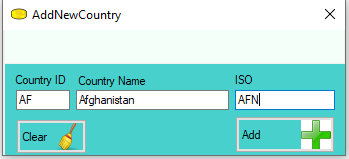 AddNewCountry
Country ID Country Name ISO
AF Afghanistan AFN
Clear Add